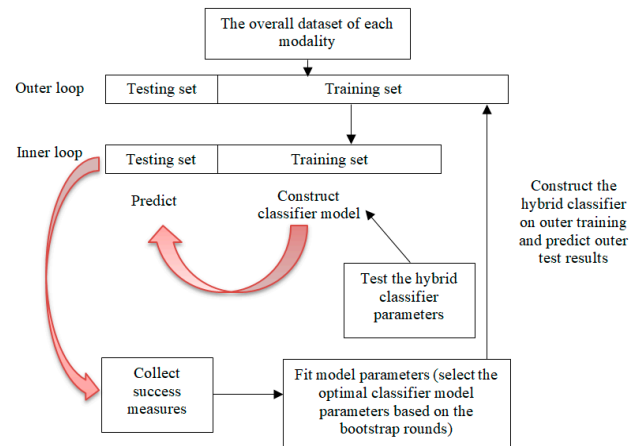 The overall dataset of each
modality
Outer loop
Testing set
Training set
Inner loop
Testing set
Training set
Predict
Construct
classifier model
Construct the
hybrid classifier
on outer training
and predict outer
test results
Test the hybrid
classifier
parameters
Collect
success
measures
Fit model parameters (select the
optimal classifier model
parameters based on the
bootstrap rounds)